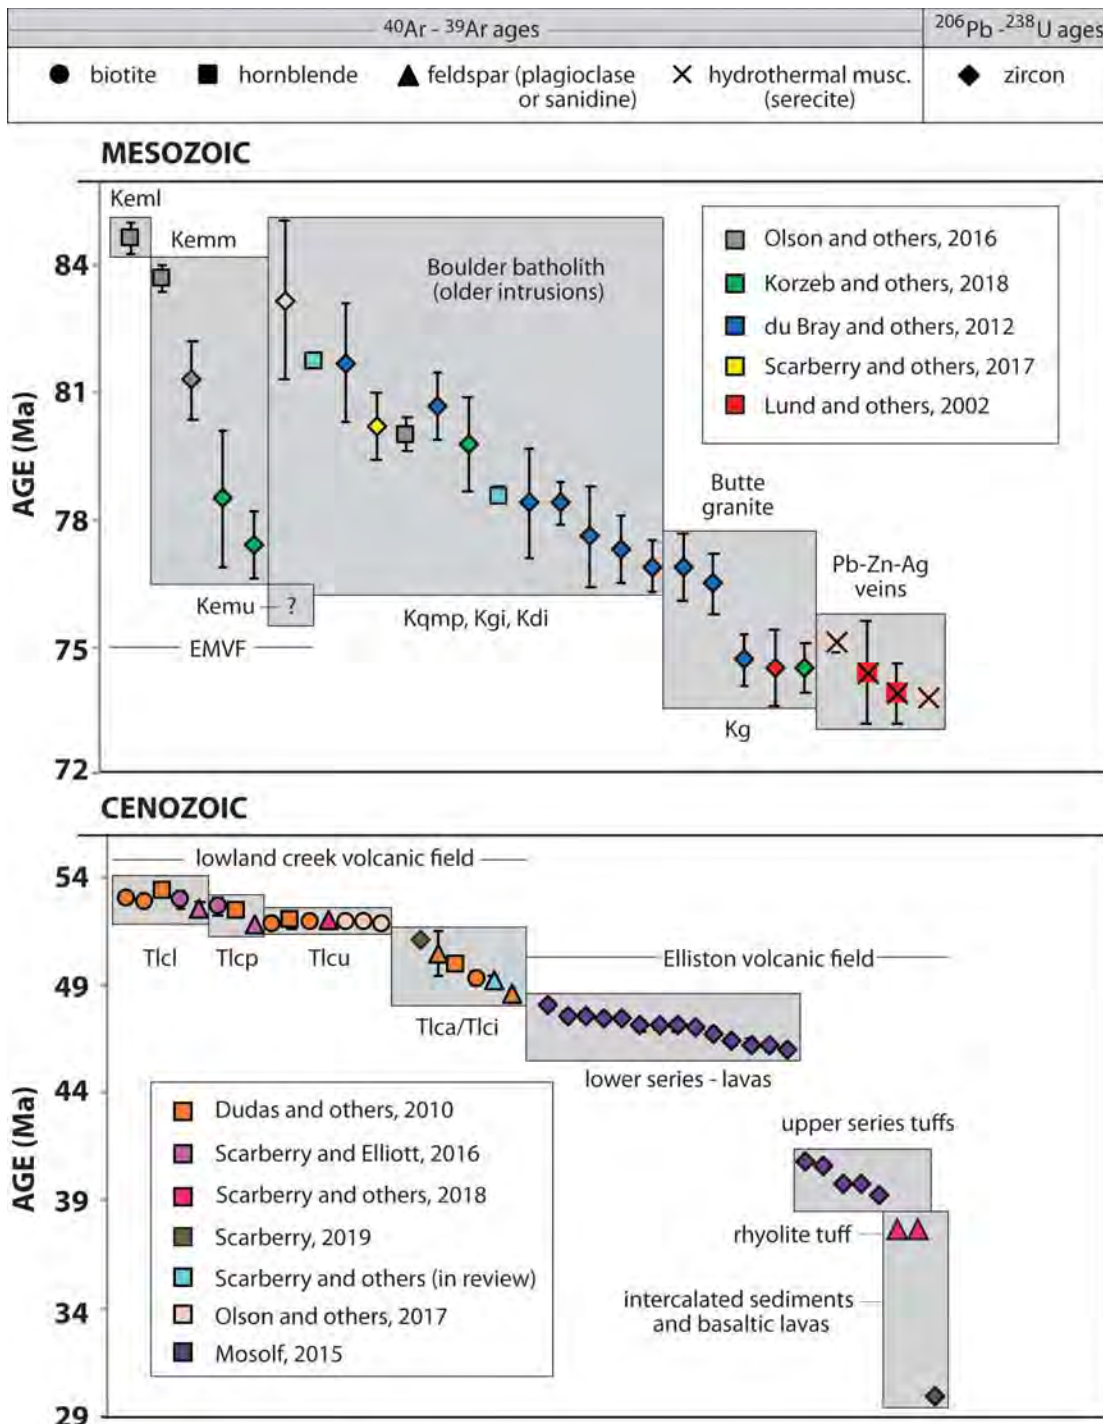 ⁴⁰Ar - ³⁹Ar ages
²⁰⁶Pb -²³⁸U ages
biotite
hornblende
feldspar (plagioclase
or sanidine)
hydrothermal musc.
(serecite)
zircon
MESOZOIC
Keml
Kemm
84
81
78
75
72
AGE (Ma)
Boulder batholith
(older intrusions)
Olson and others, 2016
Korzeb and others, 2018
du Bray and others, 2012
Scarberry and others, 2017
Lund and others, 2002
Butte
granite
Pb-Zn-Ag
veins
Kemu
?
Kqmp, Kgi, Kdi
EMVF
Kg
CENOZOIC
lowland creek volcanic field
54
49
44
39
34
29
AGE (Ma)
Tlcl
Tlcp
Tlcu
Tlca/Tlci
Elliston volcanic field
lower series - lavas
upper series tuffs
rhyolite tuff
intercalated sediments
and basaltic lavas
Dudas and others, 2010
Scarberry and Elliott, 2016
Scarberry and others, 2018
Scarberry, 2019
Scarberry and others (in review)
Olson and others, 2017
Mosolf, 2015